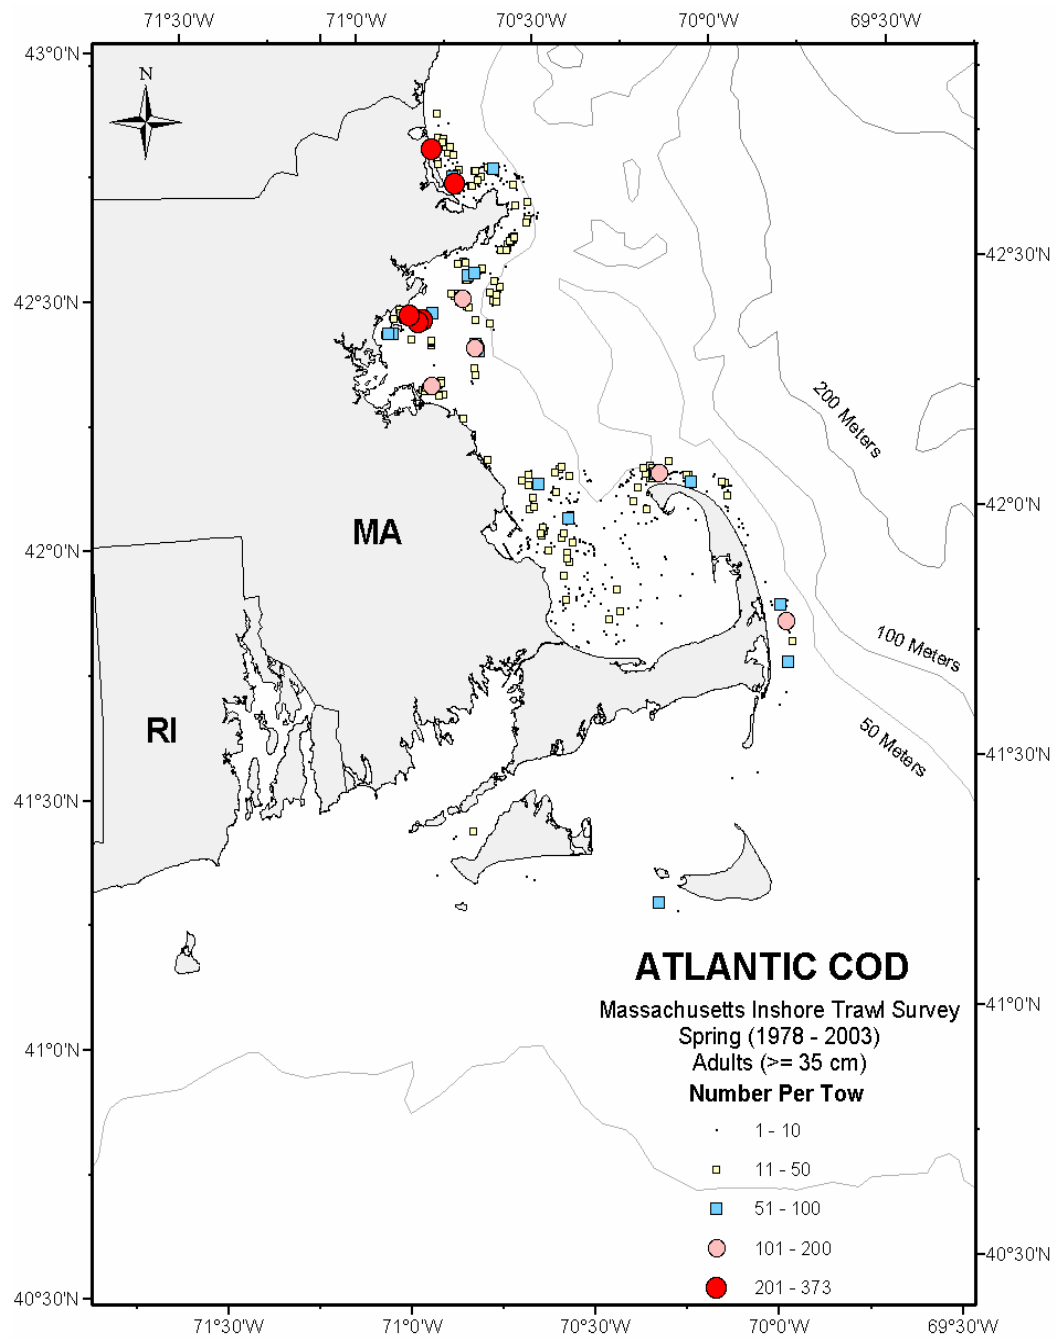 71°30'W 71°0'W 70°30'W 70°0'W 69°30'W
43°0'N
N
42°30'N
42°30'N
200 Meters
42°0'N
MA
42°0'N
100 Meters
RI
50 Meters
41°30'N
41°30'N
ATLANTIC COD
Massachusetts Inshore Trawl Survey
41°0'N
Spring (1978 - 2003)
41°0'N
Adults (>= 35 cm)
Number Per Tow
1 - 10
11 - 50
51 - 100
101 - 200
40°30'N
201 - 373
40°30'N
71°30'W 71°0'W 70°30'W 70°0'W 69°30'W